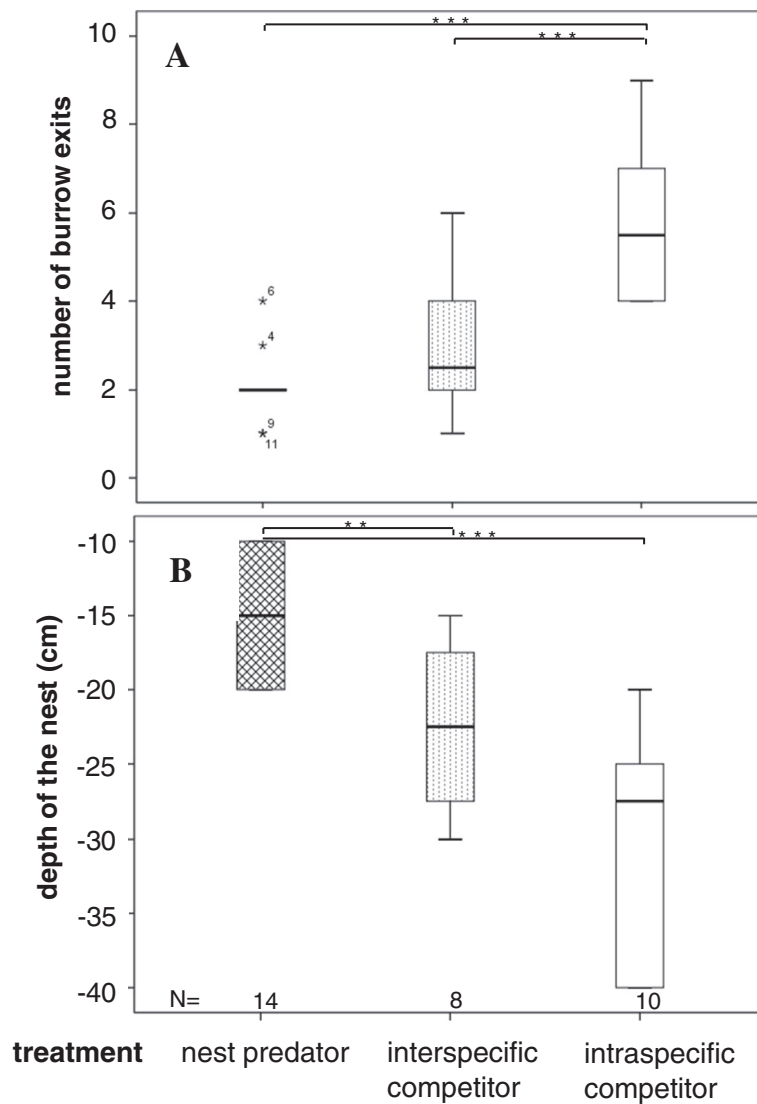 * * *
* * *
A
number of burrow exits
10
8
6
4
2
0
*6
*4
*9
11
* *
* * *
B
depth of the nest (cm)
-10
-15
-20
-25
-30
-35
-40
N= 14 8 10
treatment nest predator interspecific intraspecific
competitor competitor